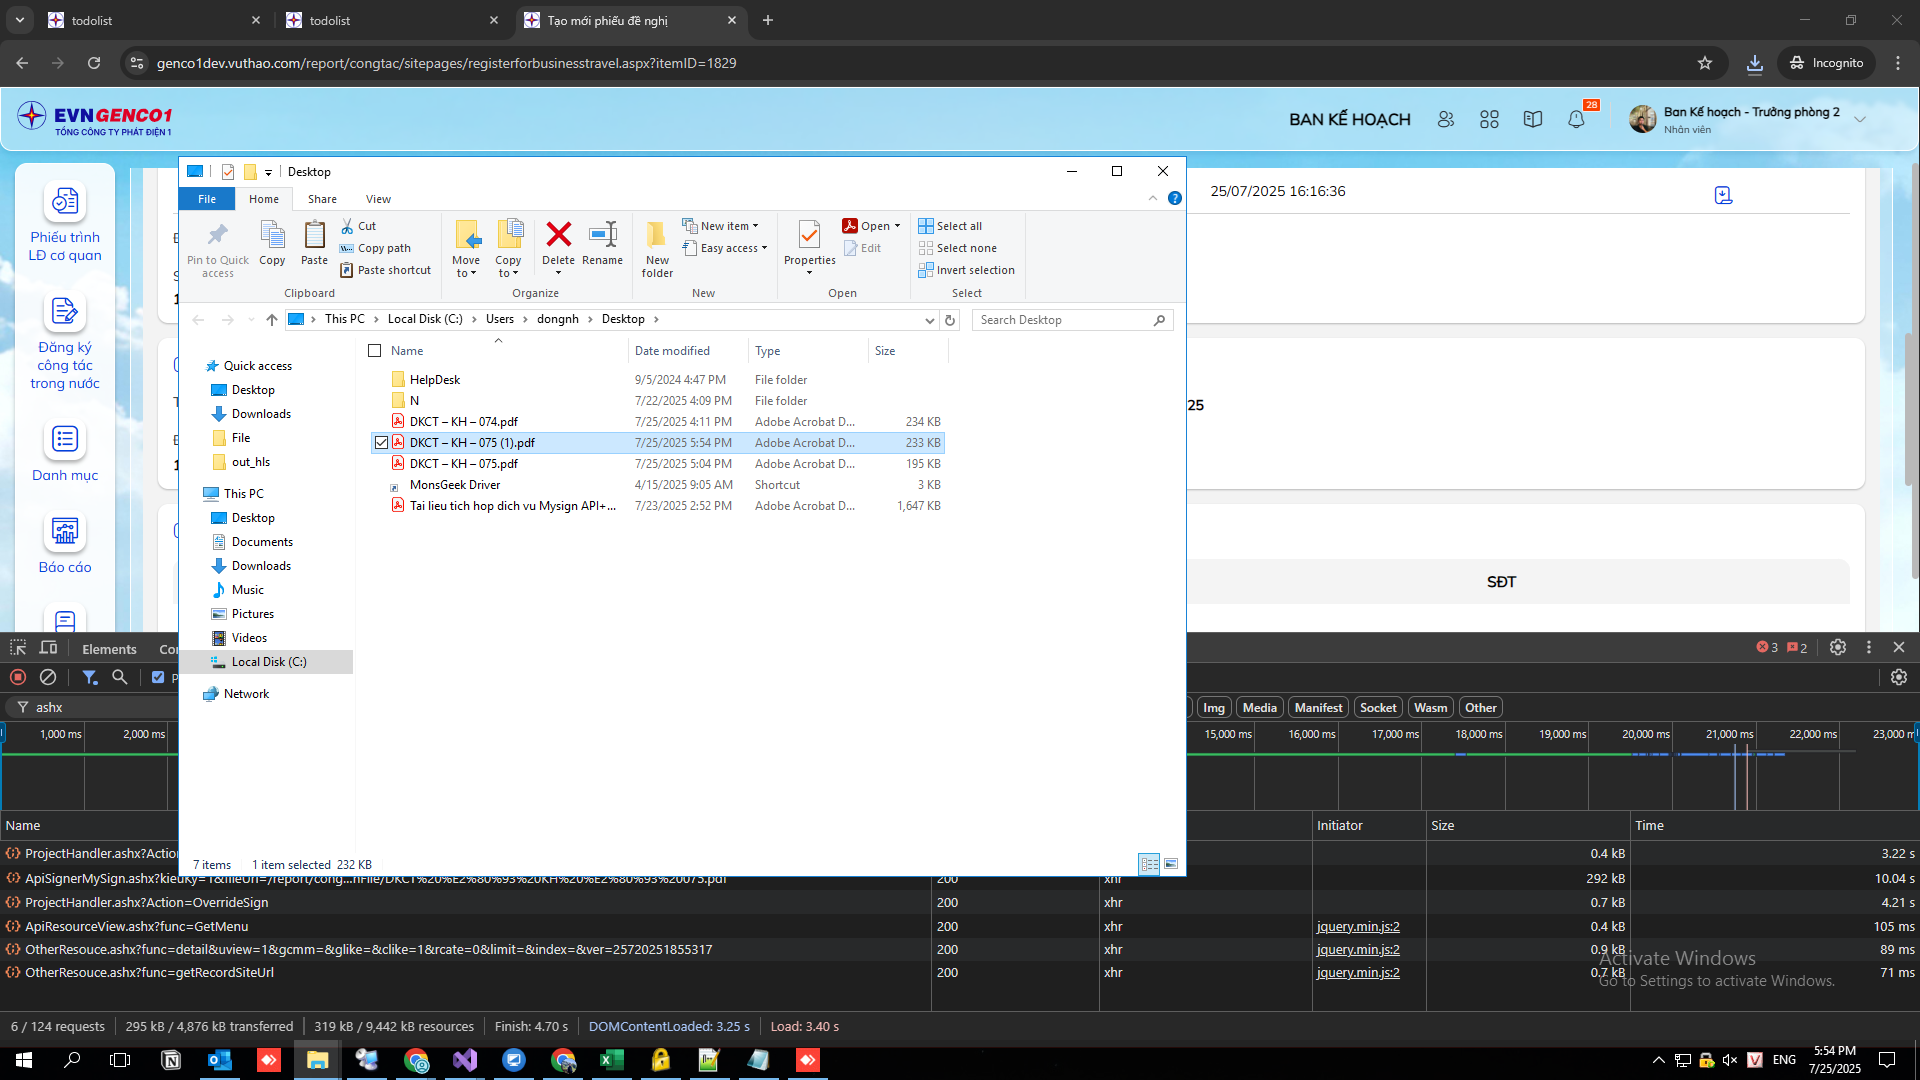 todolist
todolist
Tạo mới phiếu đề nghị
genco1dev.vuthao.com/report/congtac/sitepages/registerforbusinesstravel.aspx?itemID=1829
Incognito
EVNGENCO1
TỔNG CÔNG TY PHÁT ĐIỆN 1
BAN KẾ HOẠCH
28
Ban Kế hoạch - Trưởng phòng 2
Nhân viên
Phiếu trình
LĐ cơ quan
Đăng ký
công tác
trong nước
Danh mục
Báo cáo
25/07/2025 16:16:36
25
SĐT
Desktop
File
Home
Share
View
Pin to Quick
access
Copy
Paste
Cut
Copy path
Paste shortcut
Clipboard
Move
to
Copy
to
Delete
Rename
Organize
New
folder
New item
Easy access
New
Properties
Open
Edit
Open
Select all
Select none
Invert selection
Select
This PC
Local Disk (C:)
Users
dongnh
Desktop
Search Desktop
Quick access
Desktop
Downloads
File
out_hls
This PC
Desktop
Documents
Downloads
Music
Pictures
Videos
Local Disk (C:)
Network
Name Date modified Type Size
HelpDesk 9/5/2024 4:47 PM File folder
N 7/22/2025 4:09 PM File folder
DKCT – KH – 074.pdf 7/25/2025 4:11 PM Adobe Acrobat D... 234 KB
DKCT – KH – 075 (1).pdf 7/25/2025 5:54 PM Adobe Acrobat D... 233 KB
DKCT – KH – 075.pdf 7/25/2025 5:04 PM Adobe Acrobat D... 195 KB
MonsGeek Driver 4/15/2025 9:05 AM Shortcut 3 KB
Tai lieu tich hop dich vu Mysign API+... 7/23/2025 2:52 PM Adobe Acrobat D... 1,647 KB
7 items 1 item selected 232 KB
Elements
Co
3
2
P
ashx
Img
Media
Manifest
Socket
Wasm
Other
1,000 ms
2,000 ms
15,000 ms
16,000 ms
17,000 ms
18,000 ms
19,000 ms
20,000 ms
21,000 ms
22,000 ms
23,000 m
Name Initiator Size Time
ProjectHandler.ashx?Actio 0.4 kB 3.22 s
ApiSignerMySign.ashx?kieuKy=1&fileUrl=/report/cong...nFile/DKCT%20%E2%80%93%20KH%20%E2%80%93%20075.pdf 200 xhr 292 kB 10.04 s
ProjectHandler.ashx?Action=OverrideSign 200 xhr 0.7 kB 4.21 s
ApiResourceView.ashx?func=GetMenu 200 xhr jquery.min.js:2 0.4 kB 105 ms
OtherResouce.ashx?func=detail&uview=1&gcmm=&glike=&clike=1&rcate=0&limit=&index=&ver=25720251855317 200 xhr jquery.min.js:2 0.9 kB 89 ms
OtherResouce.ashx?func=getRecordSiteUrl 200 xhr jquery.min.js:2 0.7 kB 71 ms
Activate Windows
Go to Settings to activate Windows.
6 / 124 requests
295 kB / 4,876 kB transferred
319 kB / 9,442 kB resources
Finish: 4.70 s
DOMContentLoaded: 3.25 s
Load: 3.40 s
ENG
5:54 PM
7/25/2025